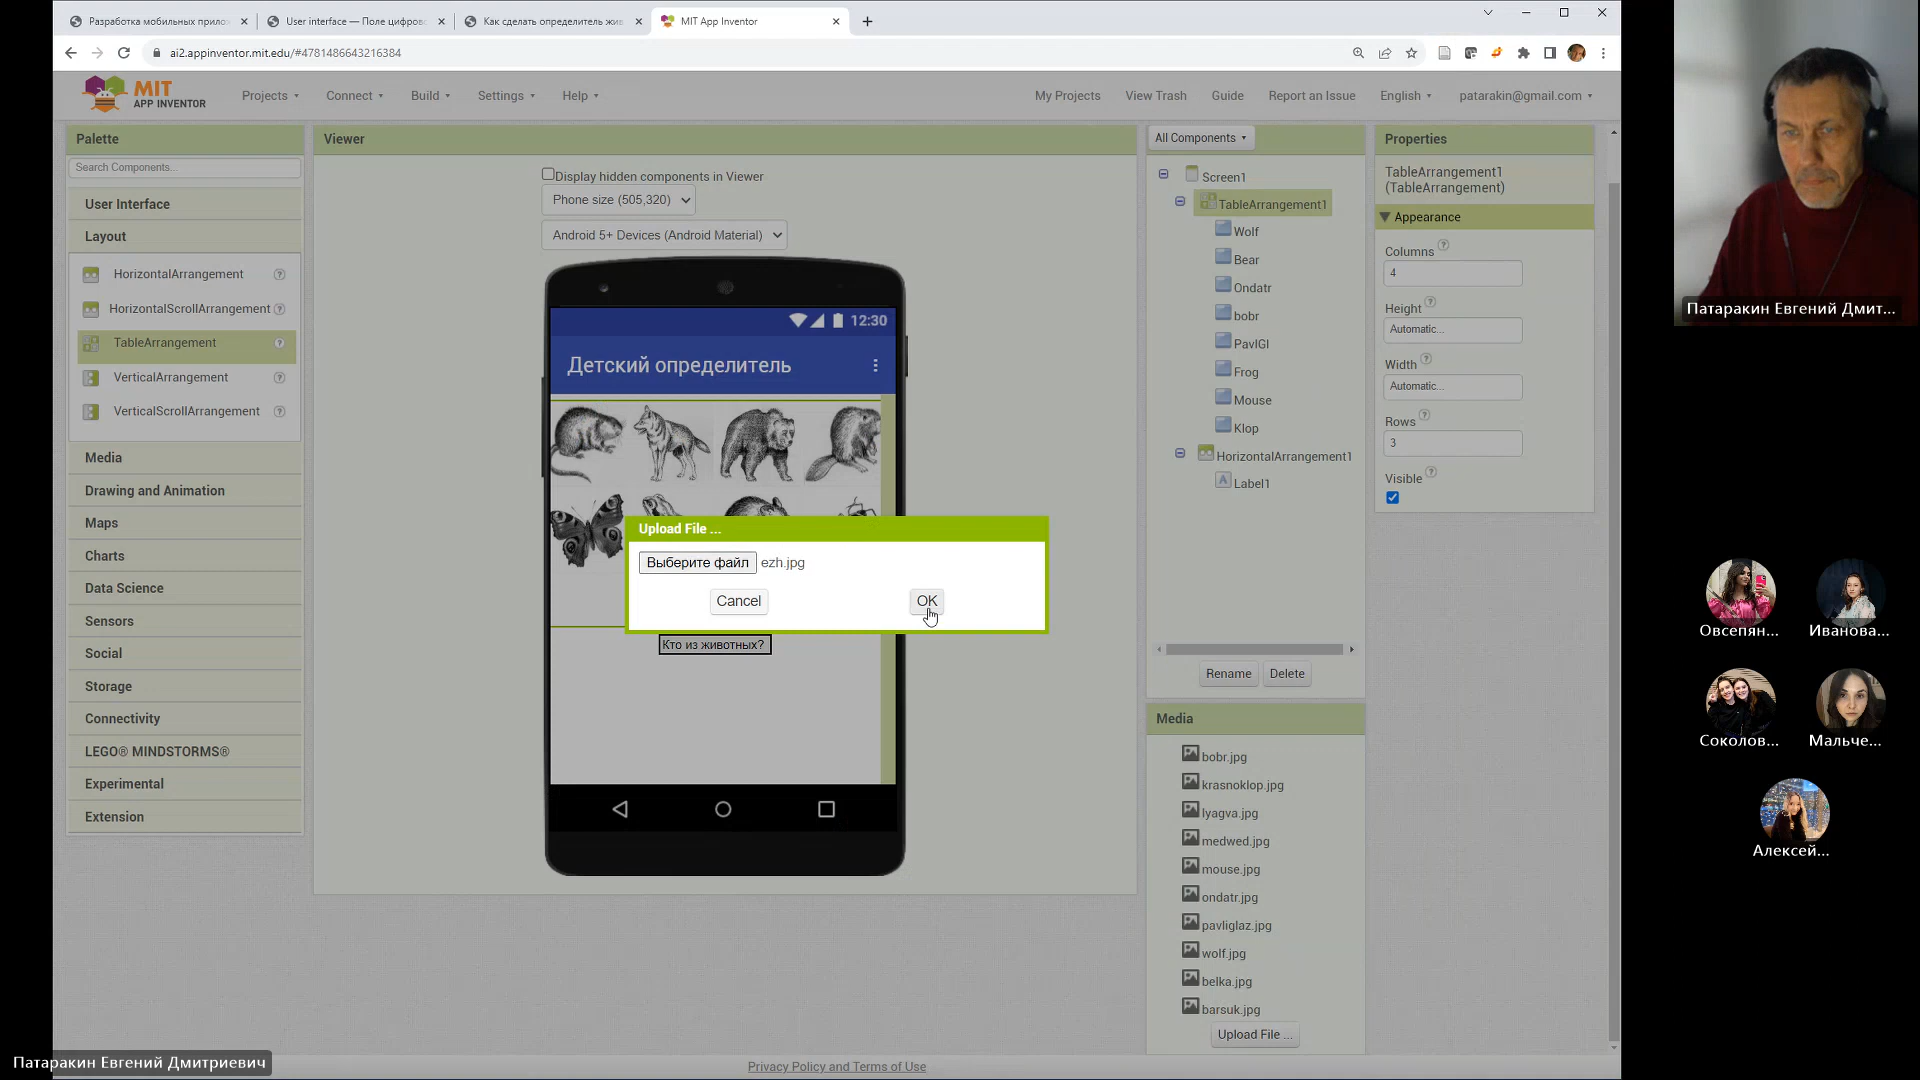 Разработка мобильных прило
User interface — Поле цифрово
Как сделать определитель жив
MIT App Inventor
ai2.appinventor.mit.edu/#4781486643216384
MIT
APP INVENTOR
Projects
Connect
Build
Settings
Help
My Projects
View Trash
Guide
Report an Issue
English
patarakin@gmail.com
Palette
Search Components...
User Interface
Layout
HorizontalArrangement
HorizontalScrollArrangement
TableArrangement
VerticalArrangement
VerticalScrollArrangement
Media
Drawing and Animation
Maps
Charts
Data Science
Sensors
Social
Storage
Connectivity
LEGO® MINDSTORMS®
Experimental
Extension
Viewer
Display hidden components in Viewer
Phone size (505,320)
Android 5+ Devices (Android Material)
12:30
Детский определитель
Upload File ...
Выберите файл ezh.jpg
Cancel
OK
Кто из животных?
All Components
Screen1
TableArrangement1
Wolf
Bear
Ondatr
bobr
PavlGl
Frog
Mouse
Klop
HorizontalArrangement1
Label1
Rename
Delete
Media
bobr.jpg
krasnoklop.jpg
lyagva.jpg
medwed.jpg
mouse.jpg
ondatr.jpg
pavliglaz.jpg
wolf.jpg
belka.jpg
barsuk.jpg
Upload File ...
Properties
TableArrangement1
(TableArrangement)
Appearance
Columns
4
Height
Automatic...
Width
Automatic...
Rows
3
Visible
Privacy Policy and Terms of Use
Патаракин Евгений Дмитриевич
Патаракин Евгений Дмит...
Овсепян...
Иванова...
Соколов...
Мальче...
Алексей...